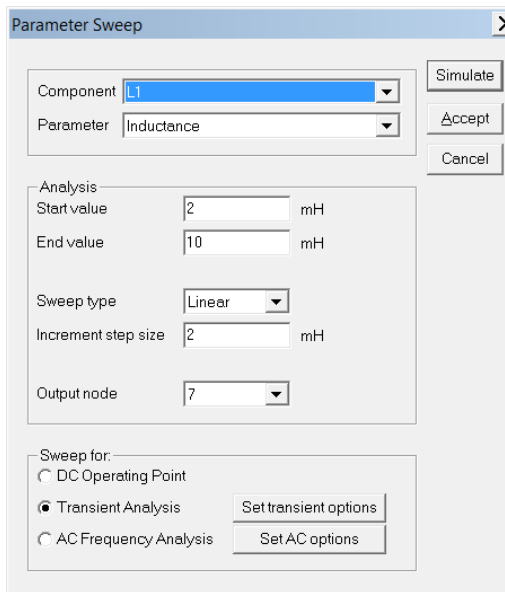 Parameter Sweep
Component L1
Parameter Inductance
Simulate
Accept
Cancel
Analysis
Start value 2 mH
End value 10 mH
Sweep type Linear
Increment step size 2 mH
Output node 7
Sweep for:
DC Operating Point
Transient Analysis Set transient options
AC Frequency Analysis Set AC options